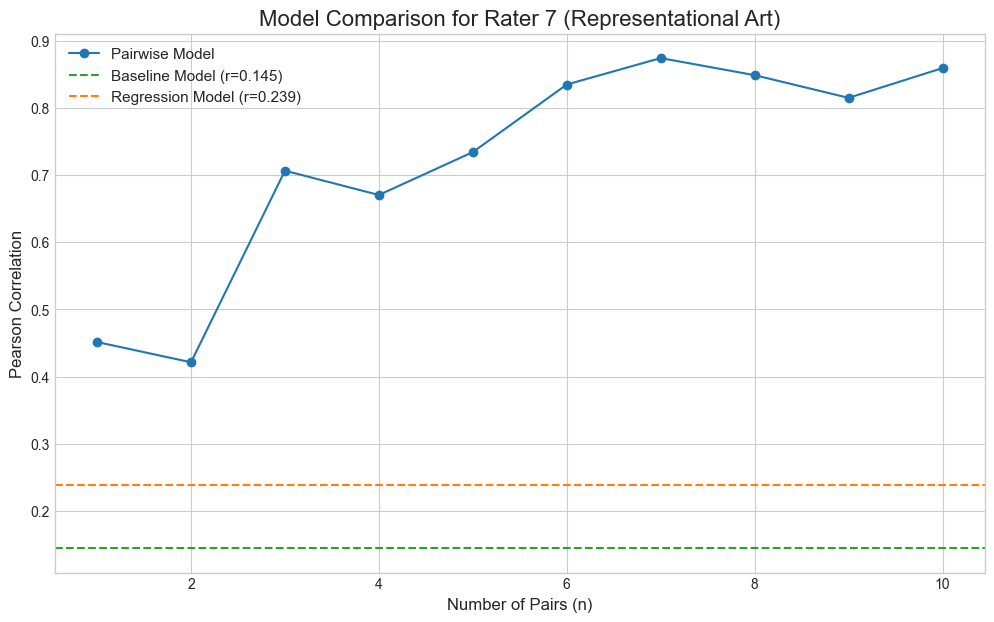 Model Comparison for Rater 7 (Representational Art)
Pairwise Model
Baseline Model (r=0.145)
Regression Model (r=0.239)
Pearson Correlation
0.9
0.8
0.7
0.6
0.5
0.4
0.3
0.2
2
4
6
8
10
Number of Pairs (n)